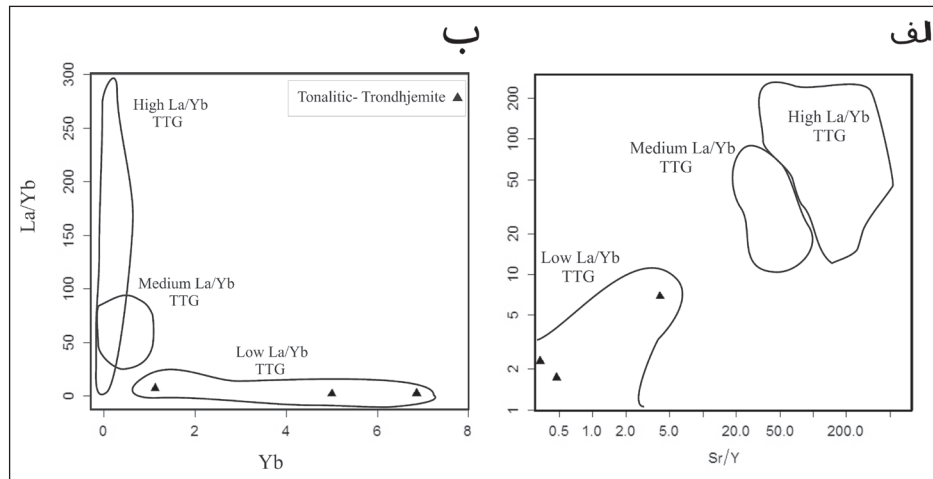 ب
الف
300
250
200
150
100
50
0
La/Yb
High La/Yb
TTG
Medium La/Yb
TTG
Low La/Yb
TTG
Tonalitic- Trondhjemite
0
2
4
6
8
Yb
200
100
50
20
10
5
2
1
High La/Yb
TTG
Medium La/Yb
TTG
Low La/Yb
TTG
0.5
1.0
2.0
5.0
20.0
50.0
200.0
Sr/Y